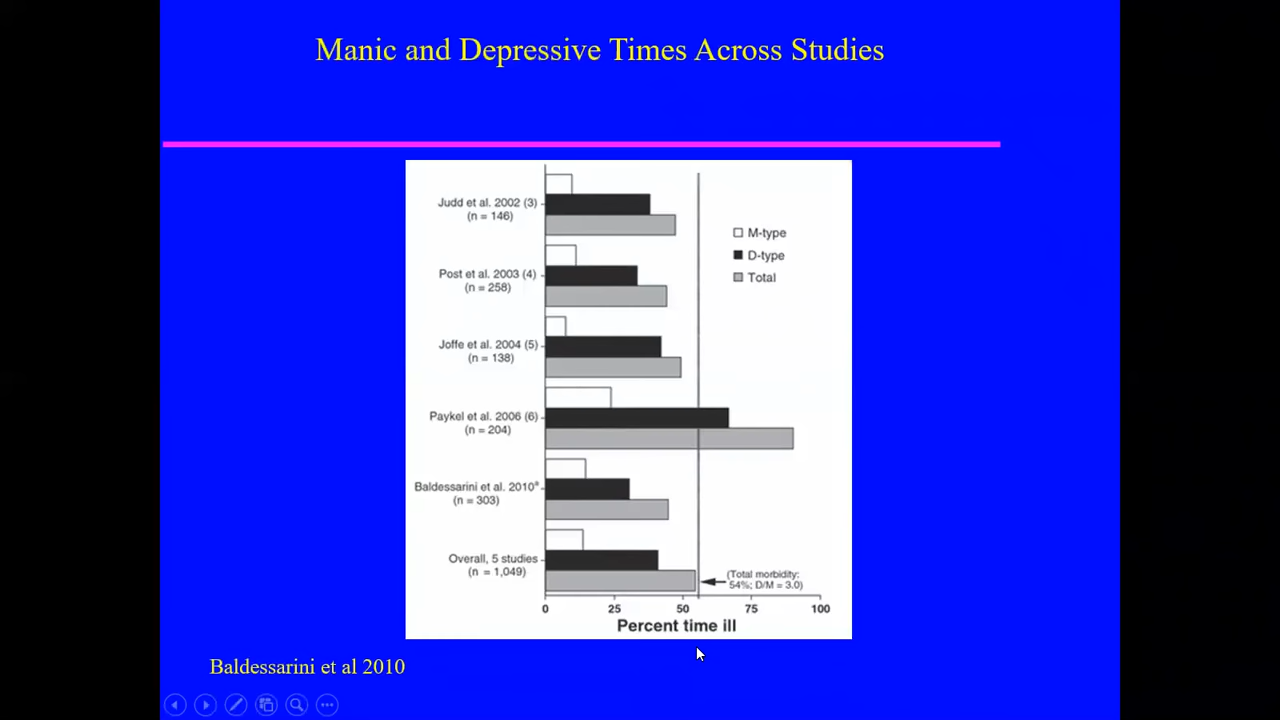 Manic and Depressive Times Across Studies
Judd et al. 2002 (3)
(n = 146)
Post et al. 2003 (4)
(n = 258)
Joffe et al. 2004 (5)
(n = 138)
Paykel et al. 2006 (6)
(n = 204)
Baldessarini et al. 2010ª
(n = 303)
Overall, 5 studies
(n = 1,049)
M-type
D-type
Total
(Total morbidity:
54%; D/M = 3.0)
0 25 50 75 100
Percent time ill
Baldessarini et al 2010